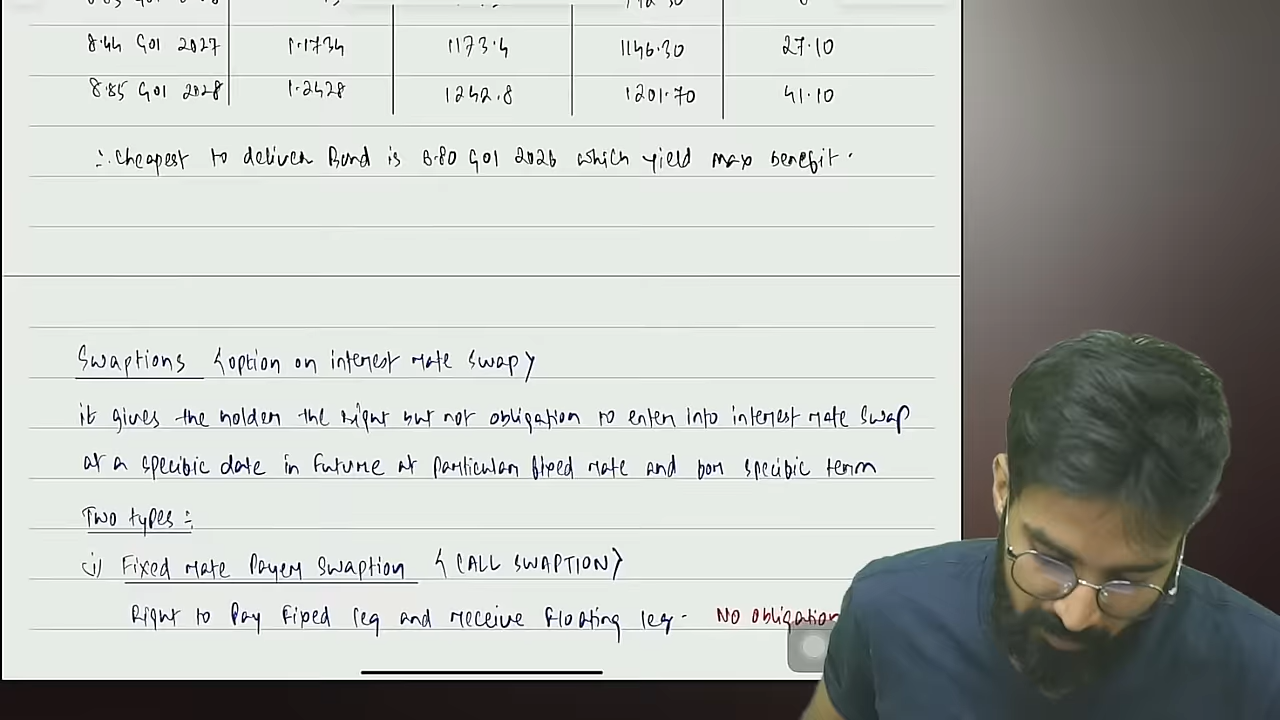 8.44 GOI 2027 1.1734 1173.4 1146.30 27.10
8.85 GOI 2028 1.2428 1242.8 1201.70 41.10
∴ Cheapest to deliver Bond is 6.80 GOI 2026 which yield max benefit.
Swaptions {option on interest rate swap}
it gives the holder the right but not obligation to enter into interest rate swap
at a specific date in future at particular fixed rate and for specific term
Two types :-
i) Fixed rate Payer Swaption {CALL SWAPTION}
Right to Pay Fixed leg and receive Floating leg. No obligation